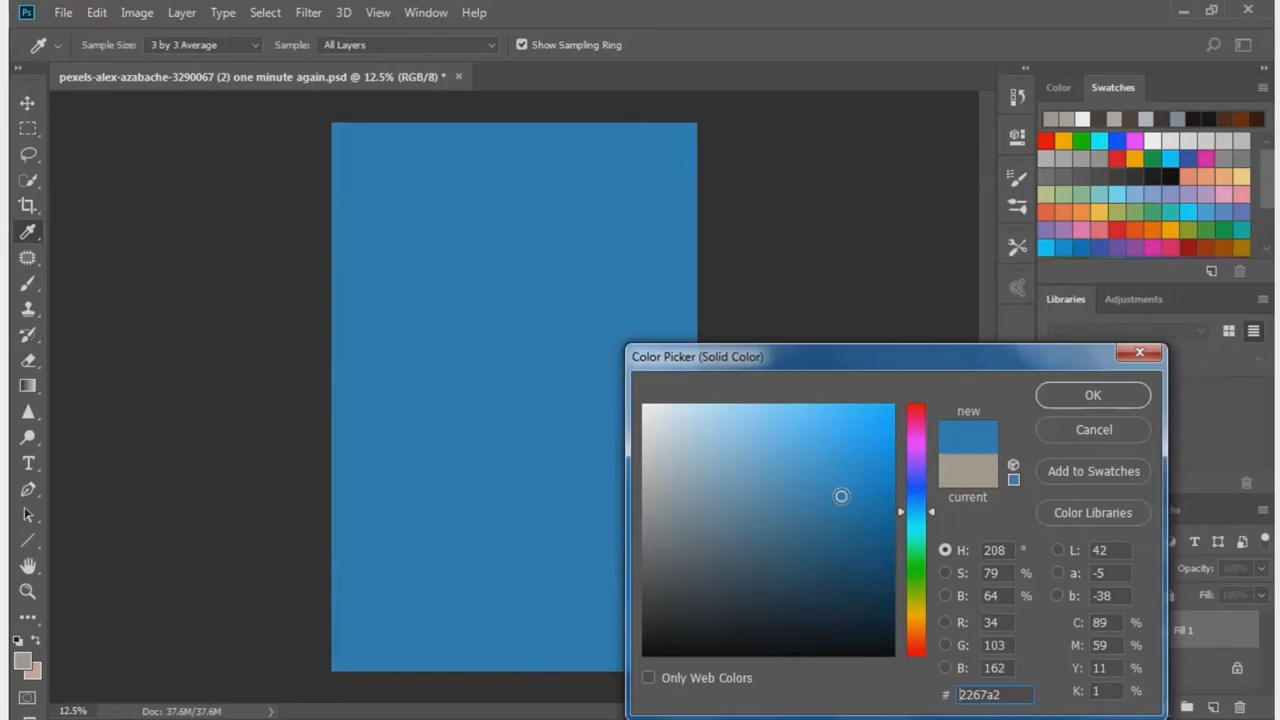 Ps File Edit Image Layer Type Select Filter 3D View Window Help
Sample Size: 3 by 3 Average Sample: All Layers Show Sampling Ring
pexels-alex-azabache-3290067 (2) one minute again.psd @ 12.5% (RGB/8) * ×
Color Swatches
Libraries Adjustments
Color Picker (Solid Color)
new
current
OK
Cancel
Add to Swatches
Color Libraries
H: 208 ° L: 42
S: 79 % a: -5
B: 64 % b: -38
R: 34 C: 89 %
G: 103 M: 59 %
B: 162 Y: 11 %
# 2267a2 K: 1 %
Only Web Colors
Opacity: 100%
Fill: 100%
Fill 1
12.5% Doc: 37.6M/37.6M